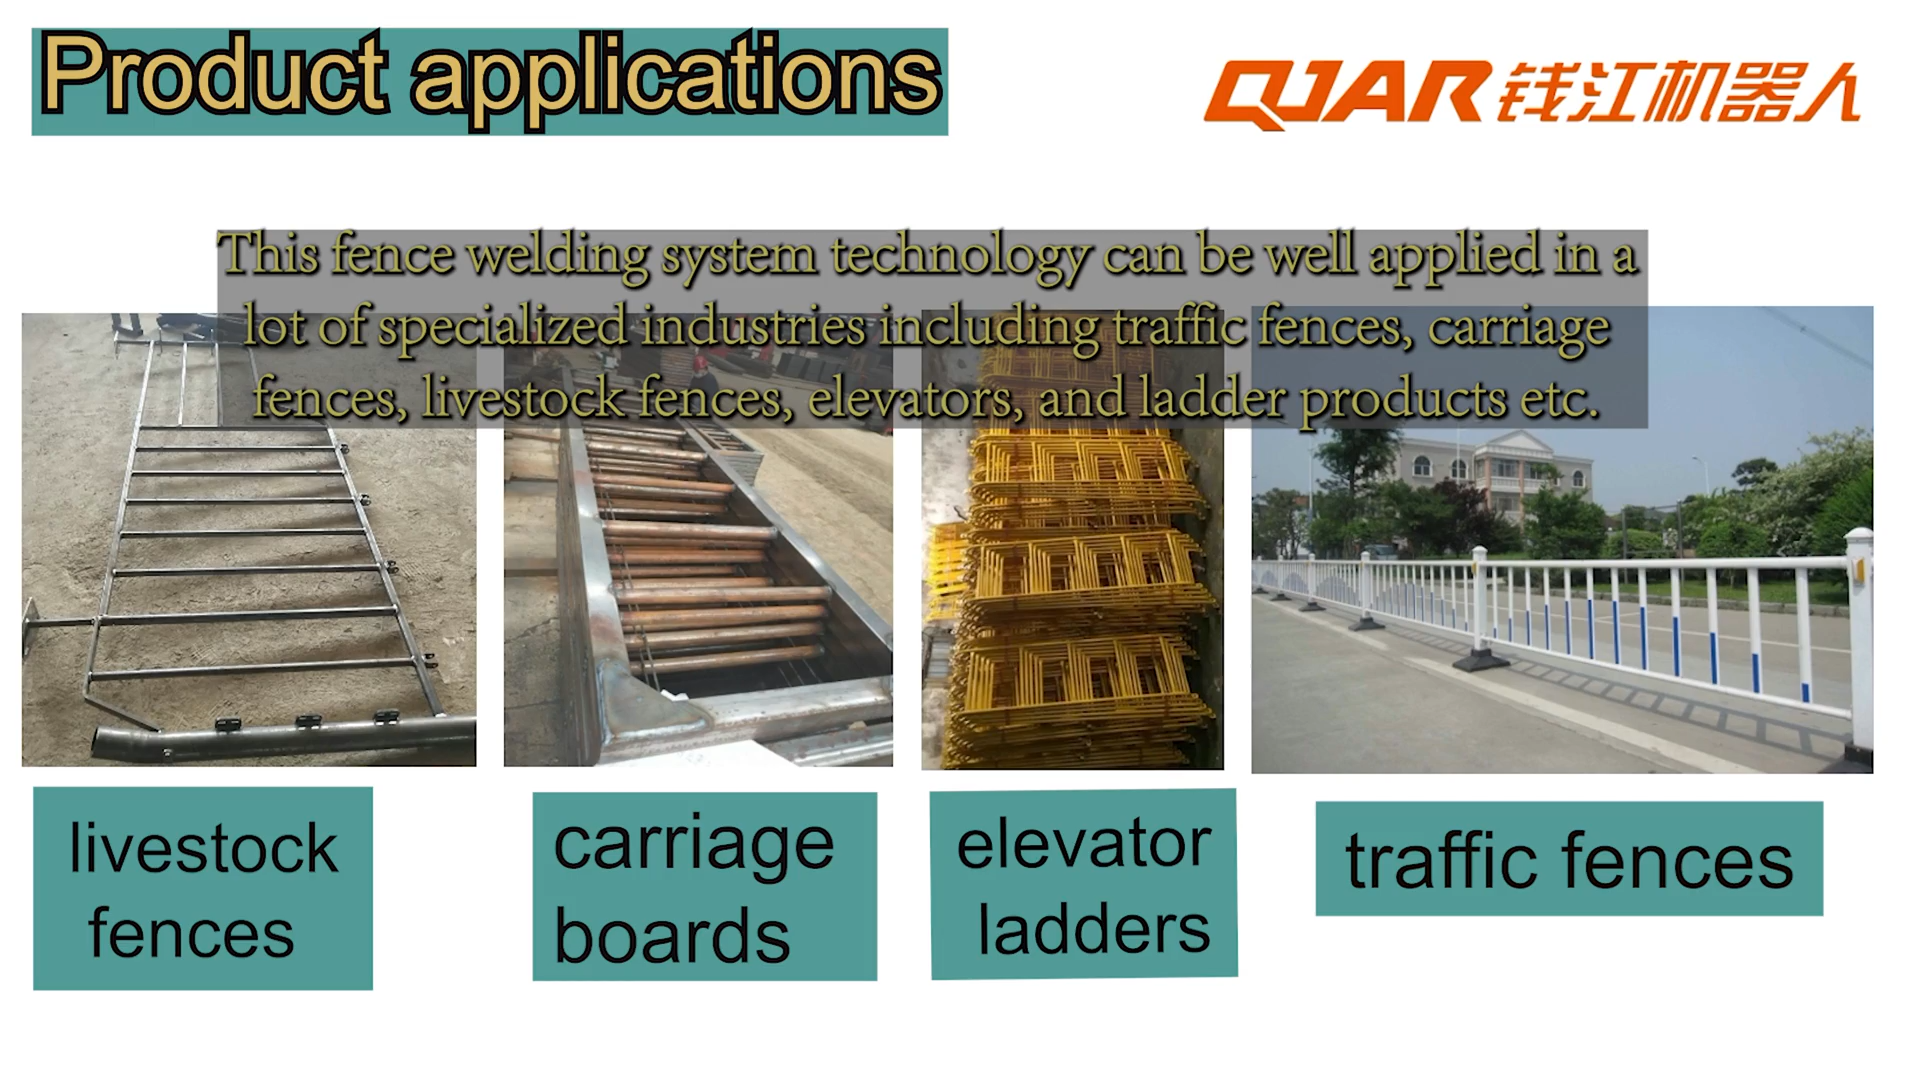 Product applications
QJAR 钱江机器人
This fence welding system technology can be well applied in a
lot of specialized industries including traffic fences, carriage
fences, livestock fences, elevators, and ladder products etc.
livestock
fences
carriage
boards
elevator
ladders
traffic fences